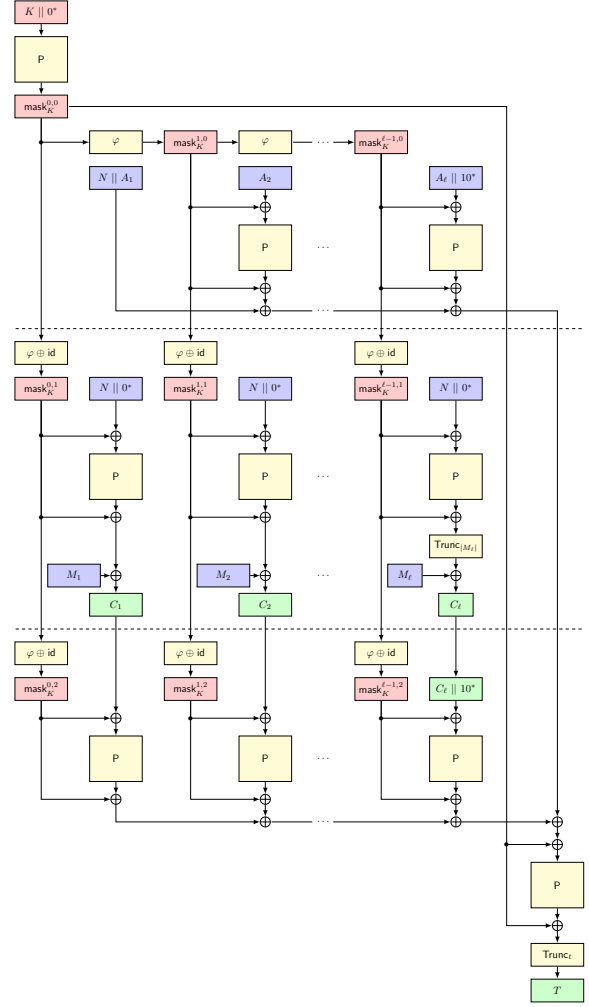 K || 0*
P
mask_K^{0,0}
φ mask_K^{1,0} φ ... mask_K^{ℓ−1,0}
N || A_1 A_2 A_ℓ || 10*
P ... P
...
φ ⊕ id φ ⊕ id φ ⊕ id
mask_K^{0,1} N || 0* mask_K^{1,1} N || 0* mask_K^{ℓ−1,1} N || 0*
P P ... P
Trunc_{|M_ℓ|}
M_1 M_2 ... M_ℓ
C_1 C_2 C_ℓ
φ ⊕ id φ ⊕ id φ ⊕ id
mask_K^{0,2} mask_K^{1,2} mask_K^{ℓ−1,2} C_ℓ || 10*
P P ... P
...
P
Trunc_t
T